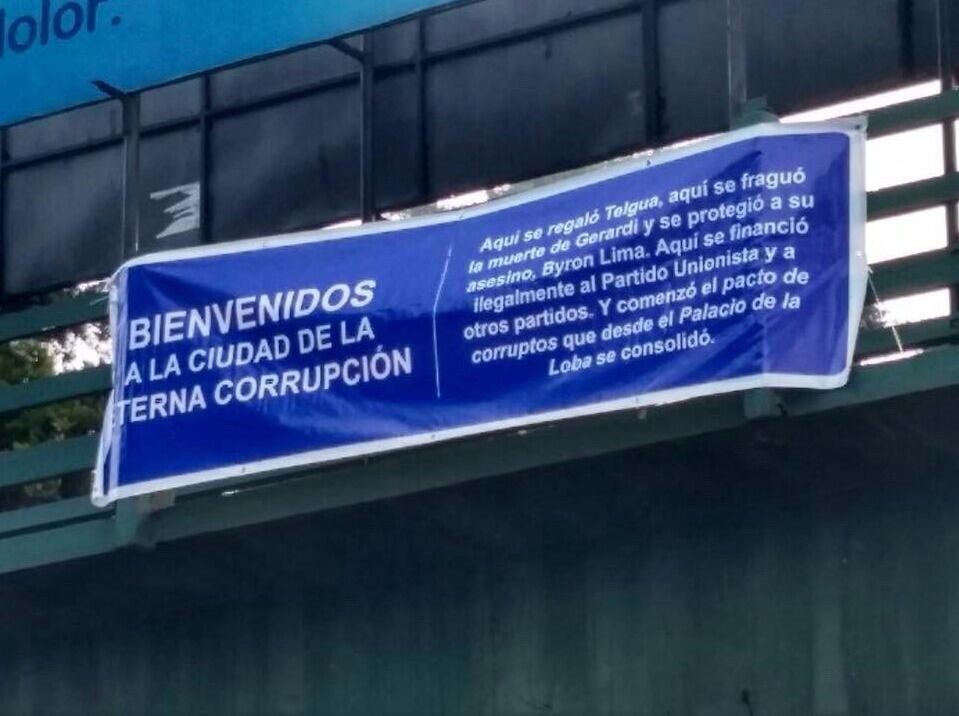 dolor.
BIENVENIDOS
A LA CIUDAD DE LA
TERNA CORRUPCIÓN
Aquí se regaló Telgua, aquí se fraguó
la muerte de Gerardi y se protegió a su
asesino, Byron Lima. Aquí se financió
ilegalmente al Partido Unionista y a
otros partidos. Y comenzó el pacto de
corruptos que desde el Palacio de la
Loba se consolidó.